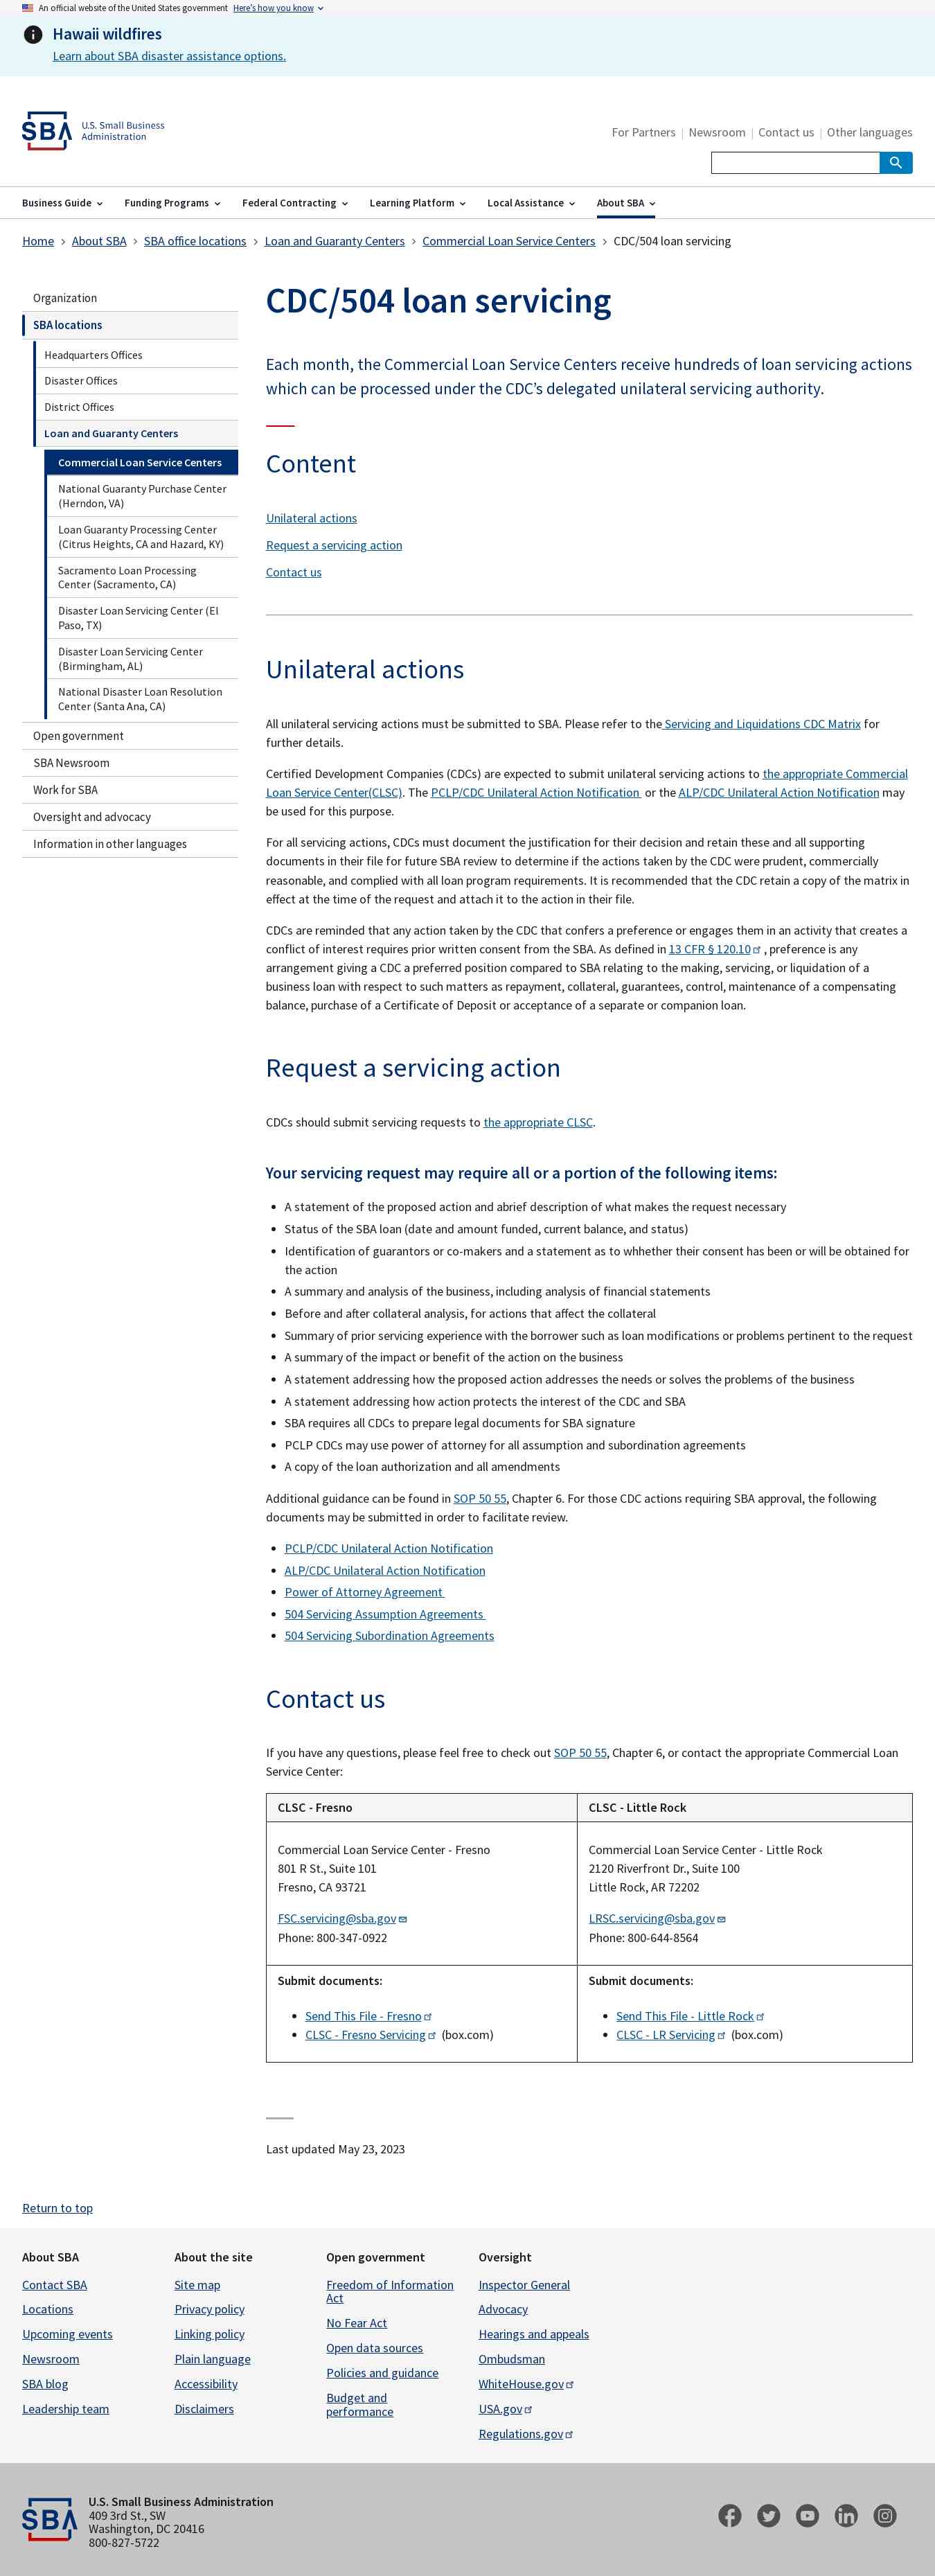 An official website of the United States government Here's how you know
Hawaii wildfires
Learn about SBA disaster assistance options.
SBA U.S. Small Business
Administration
For Partners | Newsroom | Contact us | Other languages
Business Guide Funding Programs Federal Contracting Learning Platform Local Assistance About SBA
Home > About SBA > SBA office locations > Loan and Guaranty Centers > Commercial Loan Service Centers > CDC/504 loan servicing
Organization
SBA locations
Headquarters Offices
Disaster Offices
District Offices
Loan and Guaranty Centers
Commercial Loan Service Centers
National Guaranty Purchase Center
(Herndon, VA)
Loan Guaranty Processing Center
(Citrus Heights, CA and Hazard, KY)
Sacramento Loan Processing
Center (Sacramento, CA)
Disaster Loan Servicing Center (El
Paso, TX)
Disaster Loan Servicing Center
(Birmingham, AL)
National Disaster Loan Resolution
Center (Santa Ana, CA)
Open government
SBA Newsroom
Work for SBA
Oversight and advocacy
Information in other languages
CDC/504 loan servicing
Each month, the Commercial Loan Service Centers receive hundreds of loan servicing actions
which can be processed under the CDC’s delegated unilateral servicing authority.
Content
Unilateral actions
Request a servicing action
Contact us
Unilateral actions
All unilateral servicing actions must be submitted to SBA. Please refer to the Servicing and Liquidations CDC Matrix for
further details.
Certified Development Companies (CDCs) are expected to submit unilateral servicing actions to the appropriate Commercial
Loan Service Center(CLSC). The PCLP/CDC Unilateral Action Notification or the ALP/CDC Unilateral Action Notification may
be used for this purpose.
For all servicing actions, CDCs must document the justification for their decision and retain these and all supporting
documents in their file for future SBA review to determine if the actions taken by the CDC were prudent, commercially
reasonable, and complied with all loan program requirements. It is recommended that the CDC retain a copy of the matrix in
effect at the time of the request and attach it to the action in their file.
CDCs are reminded that any action taken by the CDC that confers a preference or engages them in an activity that creates a
conflict of interest requires prior written consent from the SBA. As defined in 13 CFR § 120.10 , preference is any
arrangement giving a CDC a preferred position compared to SBA relating to the making, servicing, or liquidation of a
business loan with respect to such matters as repayment, collateral, guarantees, control, maintenance of a compensating
balance, purchase of a Certificate of Deposit or acceptance of a separate or companion loan.
Request a servicing action
CDCs should submit servicing requests to the appropriate CLSC.
Your servicing request may require all or a portion of the following items:
• A statement of the proposed action and abrief description of what makes the request necessary
• Status of the SBA loan (date and amount funded, current balance, and status)
• Identification of guarantors or co-makers and a statement as to whhether their consent has been or will be obtained for
the action
• A summary and analysis of the business, including analysis of financial statements
• Before and after collateral analysis, for actions that affect the collateral
• Summary of prior servicing experience with the borrower such as loan modifications or problems pertinent to the request
• A summary of the impact or benefit of the action on the business
• A statement addressing how the proposed action addresses the needs or solves the problems of the business
• A statement addressing how action protects the interest of the CDC and SBA
• SBA requires all CDCs to prepare legal documents for SBA signature
• PCLP CDCs may use power of attorney for all assumption and subordination agreements
• A copy of the loan authorization and all amendments
Additional guidance can be found in SOP 50 55, Chapter 6. For those CDC actions requiring SBA approval, the following
documents may be submitted in order to facilitate review.
• PCLP/CDC Unilateral Action Notification
• ALP/CDC Unilateral Action Notification
• Power of Attorney Agreement
• 504 Servicing Assumption Agreements
• 504 Servicing Subordination Agreements
Contact us
If you have any questions, please feel free to check out SOP 50 55, Chapter 6, or contact the appropriate Commercial Loan
Service Center:
CLSC - Fresno
Commercial Loan Service Center - Fresno
801 R St., Suite 101
Fresno, CA 93721
FSC.servicing@sba.gov
Phone: 800-347-0922
Submit documents:
• Send This File - Fresno
• CLSC - Fresno Servicing (box.com)
CLSC - Little Rock
Commercial Loan Service Center - Little Rock
2120 Riverfront Dr., Suite 100
Little Rock, AR 72202
LRSC.servicing@sba.gov
Phone: 800-644-8564
Submit documents:
• Send This File - Little Rock
• CLSC - LR Servicing (box.com)
Last updated May 23, 2023
Return to top
About SBA
Contact SBA
Locations
Upcoming events
Newsroom
SBA blog
Leadership team
About the site
Site map
Privacy policy
Linking policy
Plain language
Accessibility
Disclaimers
Open government
Freedom of Information
Act
No Fear Act
Open data sources
Policies and guidance
Budget and
performance
Oversight
Inspector General
Advocacy
Hearings and appeals
Ombudsman
WhiteHouse.gov
USA.gov
Regulations.gov
SBA
U.S. Small Business Administration
409 3rd St., SW
Washington, DC 20416
800-827-5722